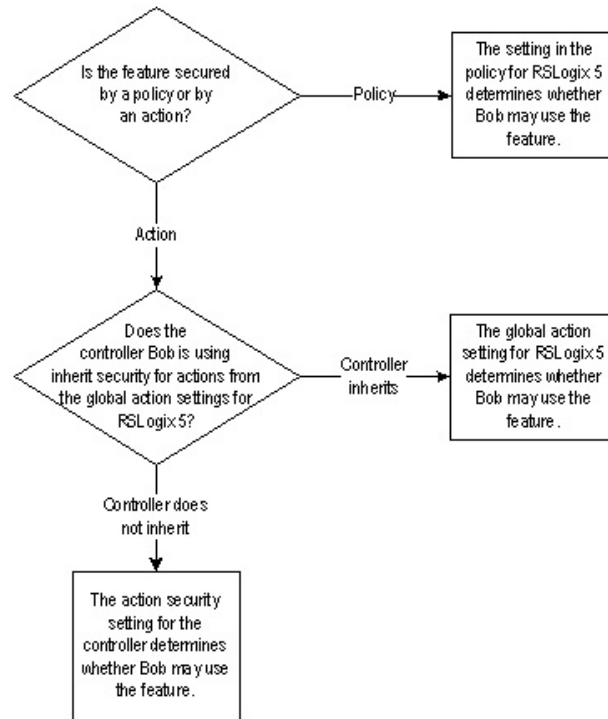 Is the feature secured
by a policy or by
an action?
Policy
The setting in the
policy for RSLogix 5
determines whether
Bob may use the
feature.
Action
Does the
controller Bob is using
inherit security for actions from
the global action settings for
RSLogix 5?
Controller
inherits
The global action
setting for RSLogix 5
determines whether
Bob may use the
feature.
Controller does
not inherit
The action security
setting for the
controller determines
whether Bob may use
the feature.